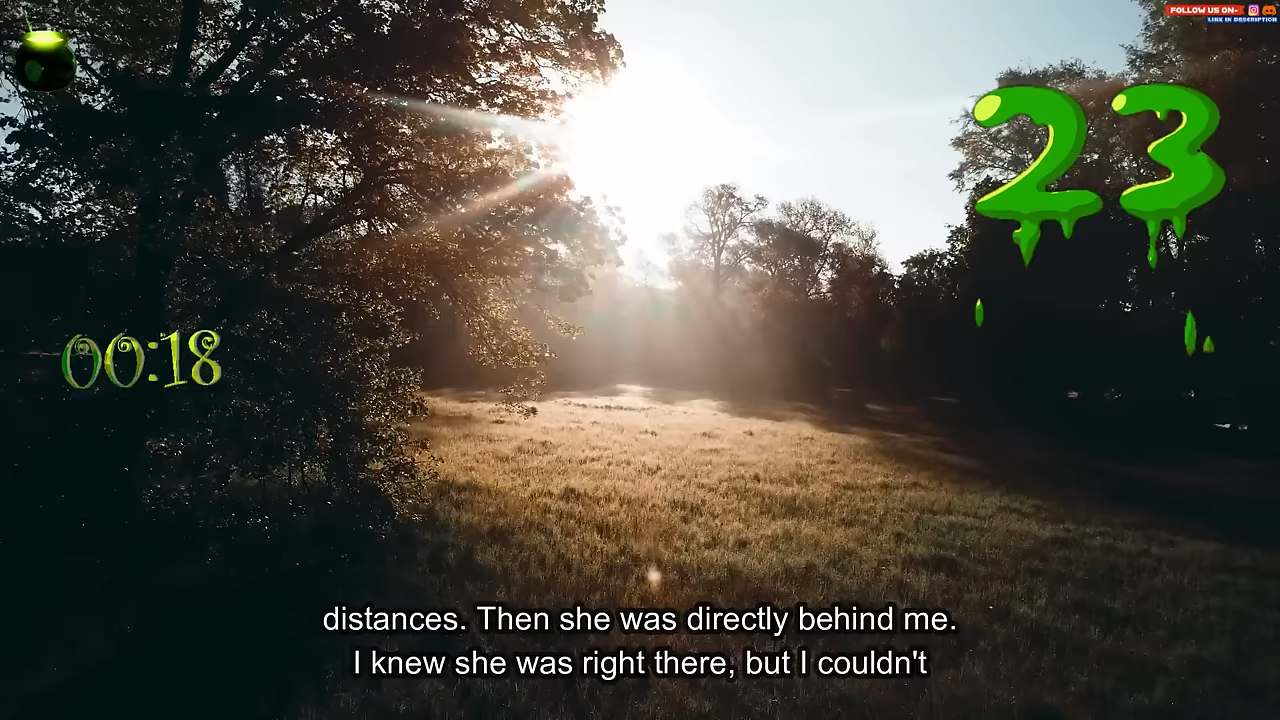 FOLLOW US ON-
LINK IN DESCRIPTION
23
00:18
distances. Then she was directly behind me.
I knew she was right there, but I couldn't